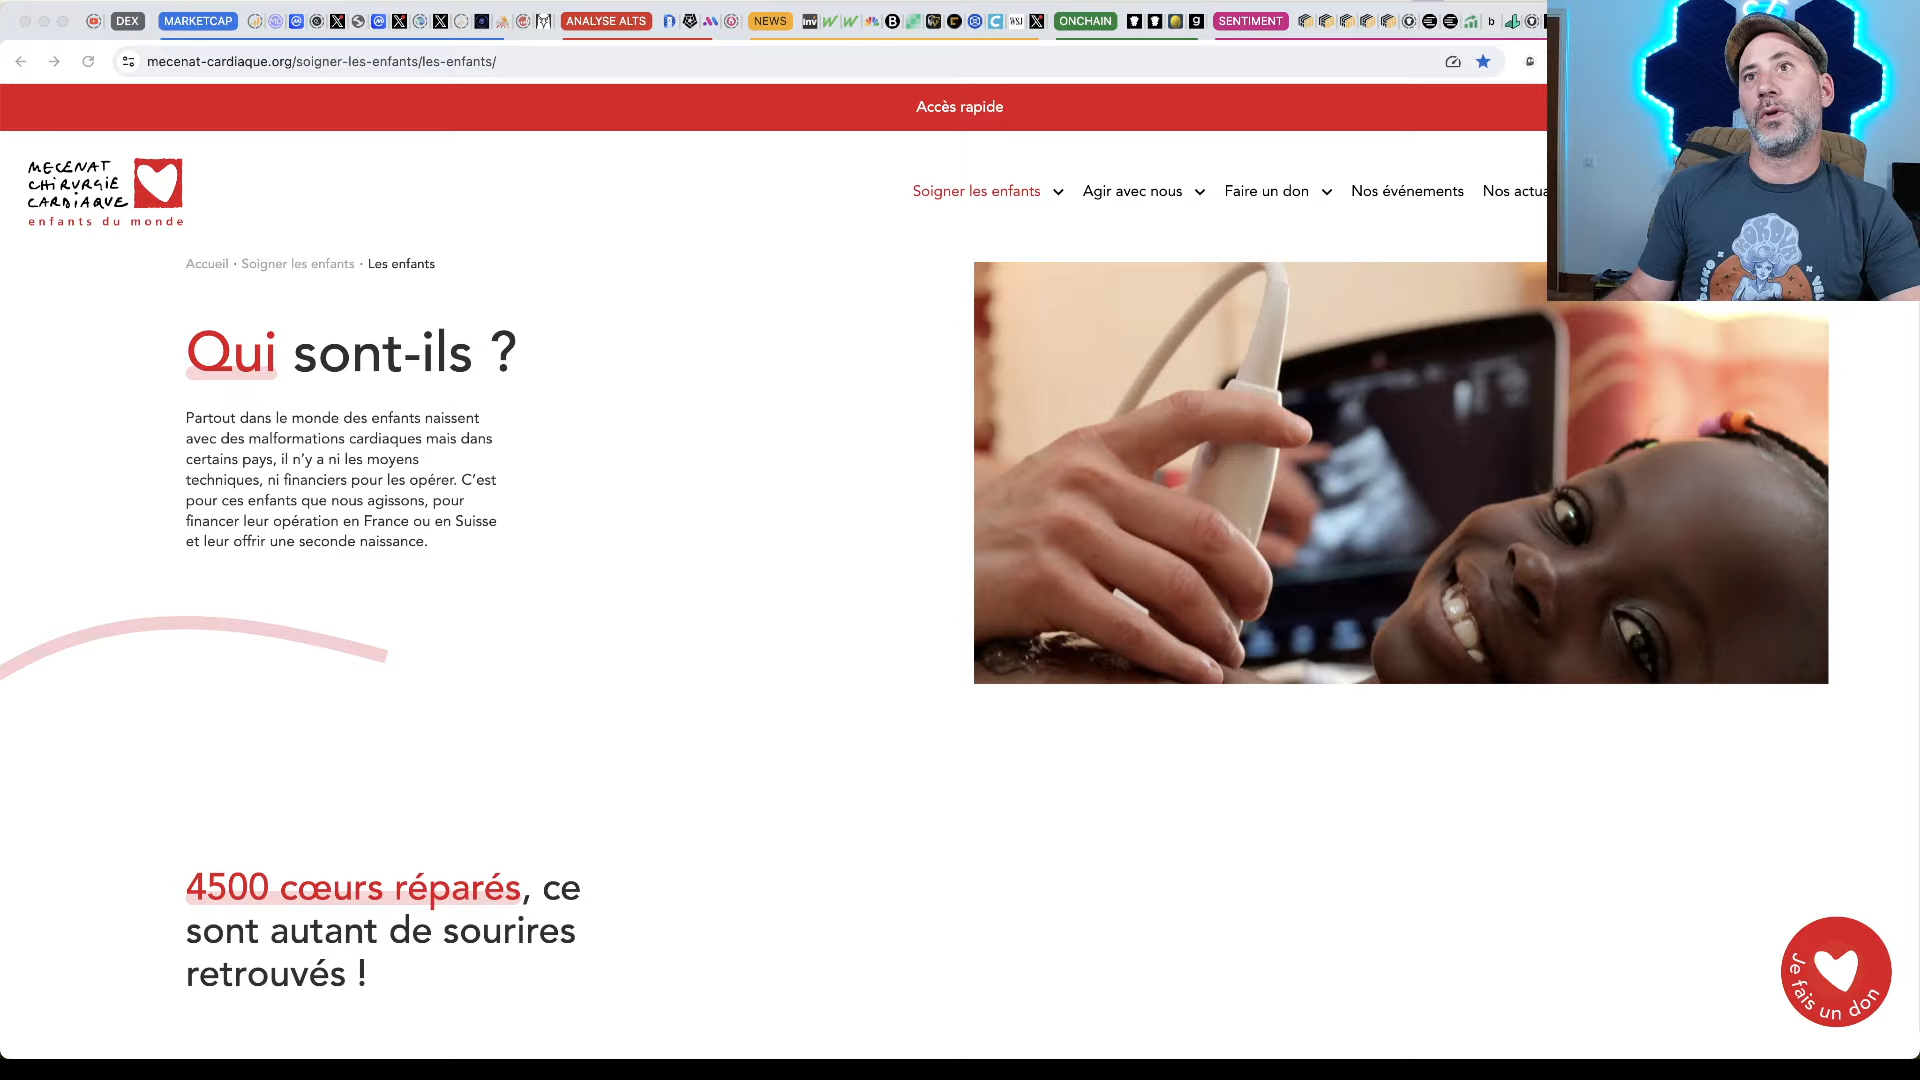 DEX MARKETCAP ANALYSE ALTS NEWS ONCHAIN SENTIMENT
mecenat-cardiaque.org/soigner-les-enfants/les-enfants/
Accès rapide
MECENAT
CHIRURGIE
CARDIAQUE
enfants du monde
Soigner les enfants Agir avec nous Faire un don Nos événements Nos actua
Accueil · Soigner les enfants · Les enfants
Qui sont-ils ?
Partout dans le monde des enfants naissent
avec des malformations cardiaques mais dans
certains pays, il n’y a ni les moyens
techniques, ni financiers pour les opérer. C’est
pour ces enfants que nous agissons, pour
financer leur opération en France ou en Suisse
et leur offrir une seconde naissance.
4500 cœurs réparés, ce
sont autant de sourires
retrouvés !
Je fais un don